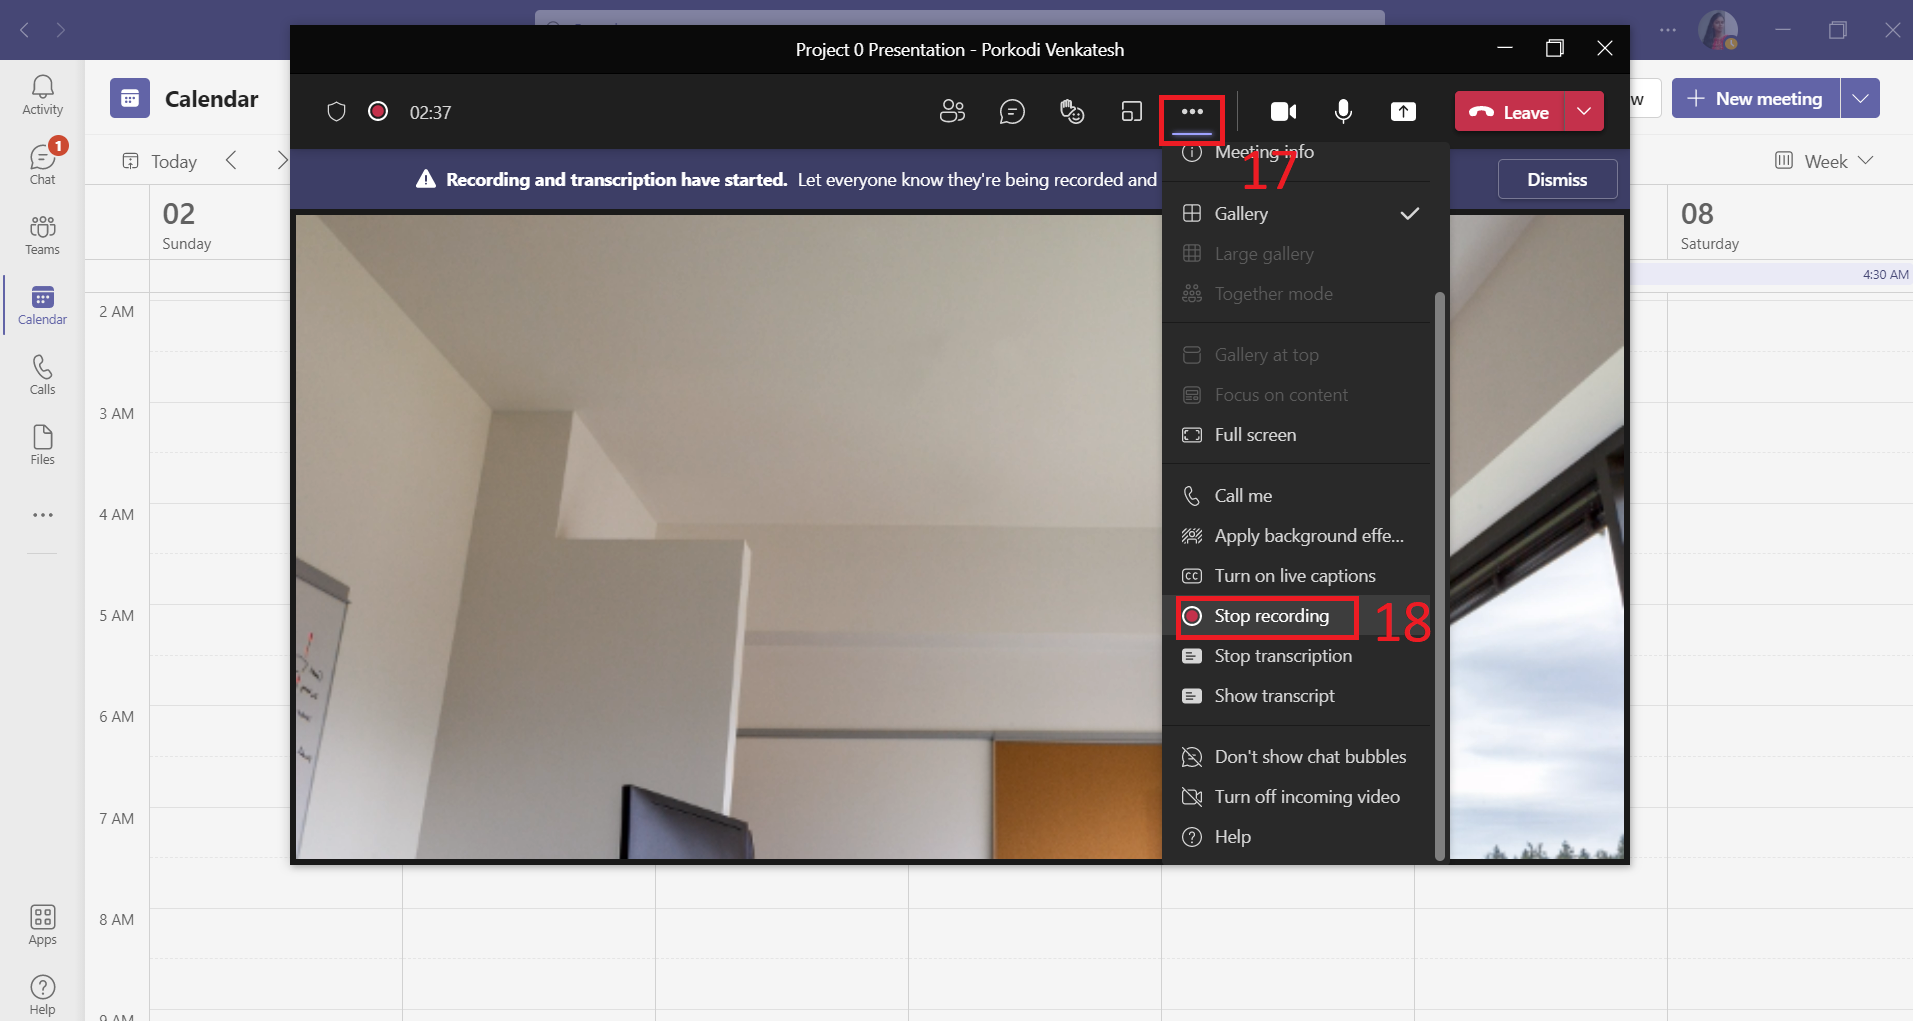 Project 0 Presentation - Porkodi Venkatesh
Activity
Calendar
w
New meeting
02:37
Leave
1
Chat
Today
Week
Meeting info
17
Recording and transcription have started. Let everyone know they're being recorded and
Dismiss
02
Sunday
08
Saturday
Teams
Gallery
Large gallery
Together mode
4:30 AM
Calendar
2 AM
Gallery at top
Focus on content
Calls
3 AM
Full screen
Files
4 AM
Call me
Apply background effe...
Turn on live captions
5 AM
Stop recording
18
Stop transcription
Show transcript
6 AM
Don't show chat bubbles
Turn off incoming video
7 AM
Help
Apps
8 AM
Help
9 AM